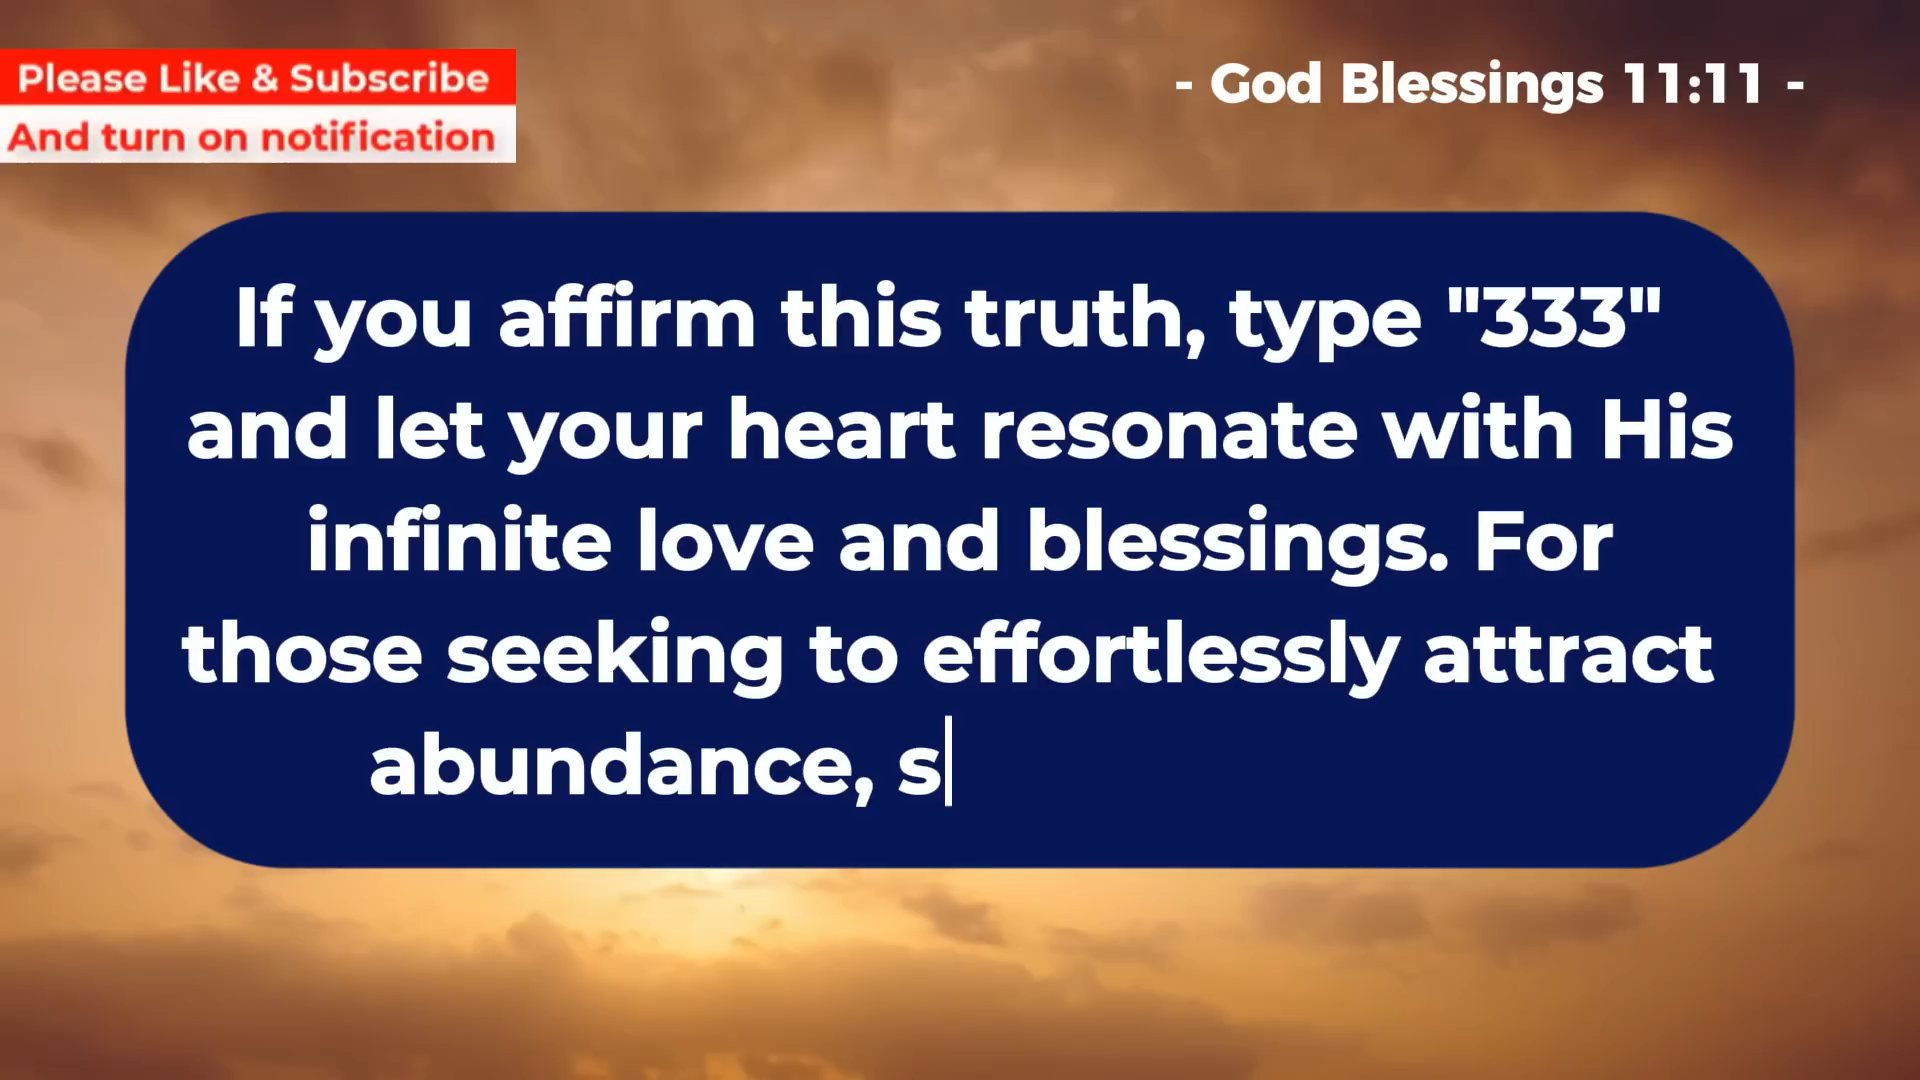 Please Like & Subscribe
And turn on notification
- God Blessings 11:11 -
If you affirm this truth, type "333"
and let your heart resonate with His
infinite love and blessings. For
those seeking to effortlessly attract
abundance, s